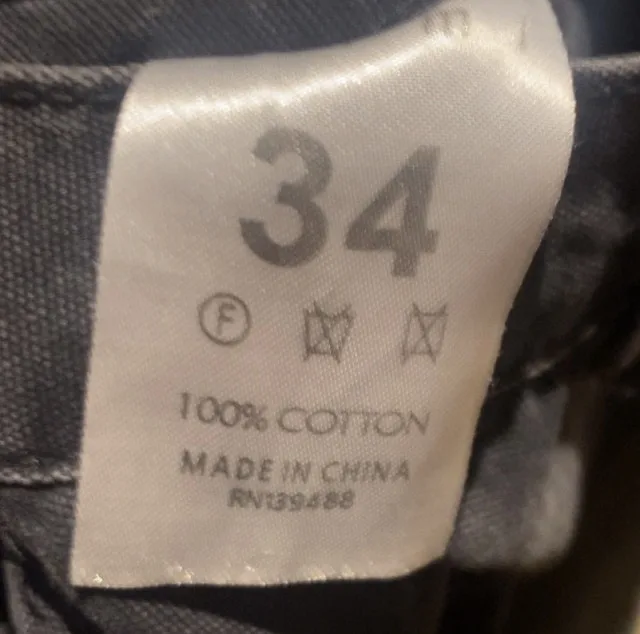 34
F
100% COTTON
MADE IN CHINA
RN139488